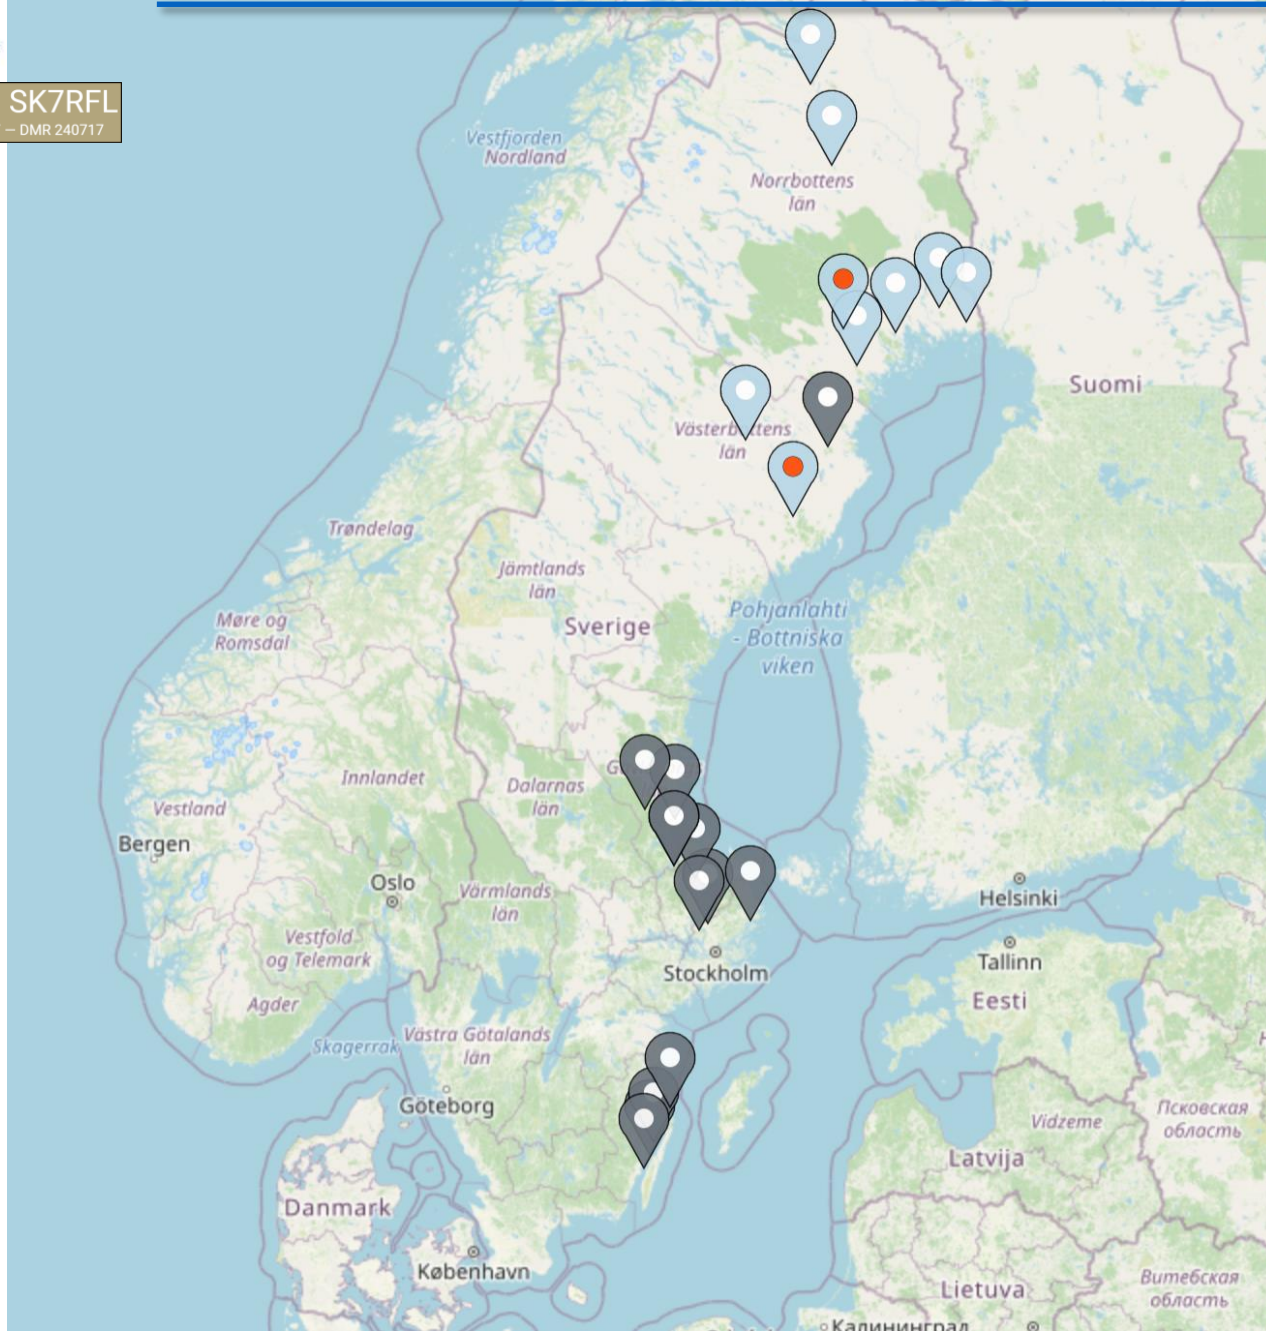 SK7RFL
– DMR 240717
Vestfjorden
Nordland
Norrbottens
län
Suomi
Västerbottens
län
Trøndelag
Jämtlands
län
Møre og
Romsdal
Sverige
Pohjanlahti
- Bottniska
viken
Innlandet
Dalarnas
län
Vestland
Bergen
Oslo
Värmlands
län
Helsinki
Vestfold
og Telemark
Tallinn
Stockholm
Agder
Eesti
Skagerrak
Västra Götalands
län
Göteborg
Vidzeme
Псковская
область
Latvija
Danmark
København
Lietuva
Витебская
область
Калининград